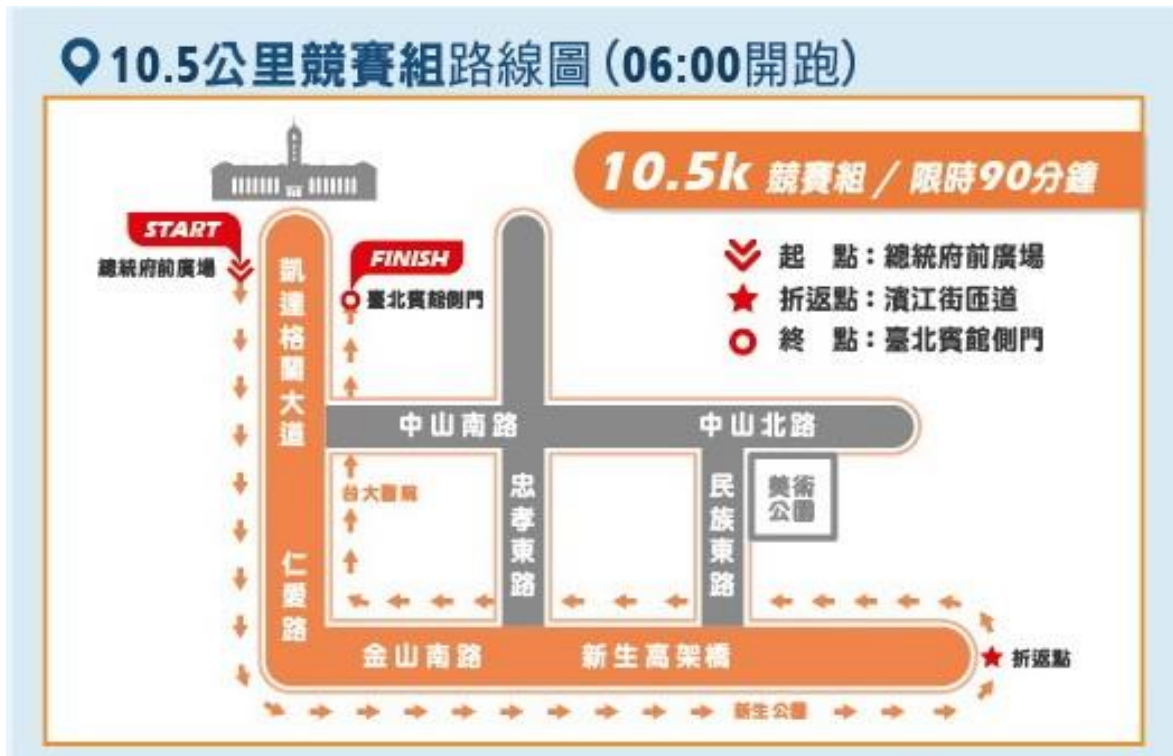 10.5公里競賽組路線圖(06:00開跑)
10.5k 競賽組 / 限時90分鐘
START
總統府前廣場
FINISH
臺北賓館側門
起 點：總統府前廣場
折返點：濱江街匝道
終 點：臺北賓館側門
凱達格蘭大道
仁愛路
中山南路
中山北路
台大醫院
忠孝東路
民族東路
美術
公園
金山南路
新生高架橋
折返點
新生公園